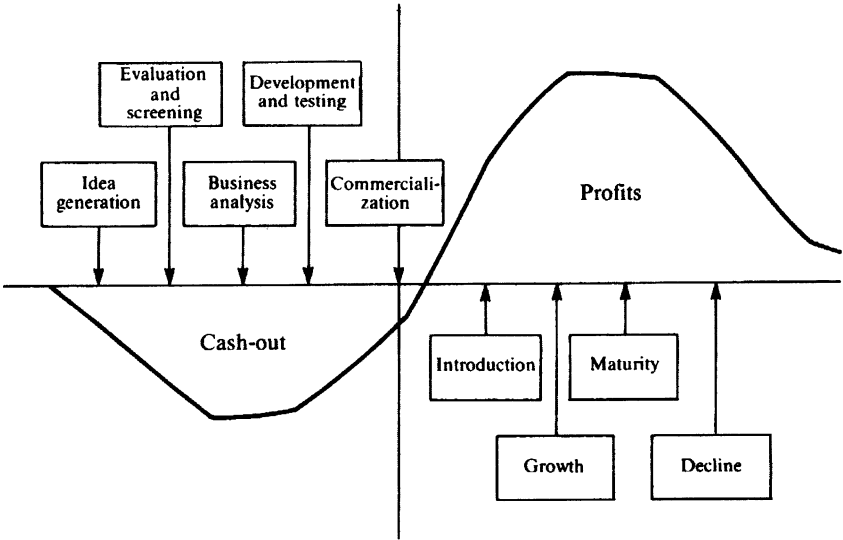 Evaluation
and
screening
Development
and testing
Idea
generation
Business
analysis
Commerciali-
zation
Profits
Cash-out
Introduction
Maturity
Growth
Decline